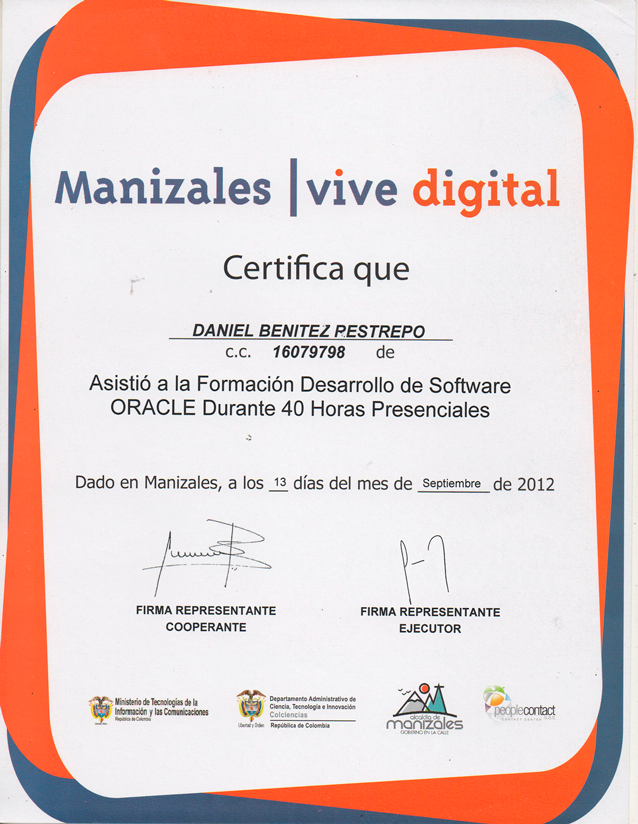 Manizales | vive digital
Certifica que
DANIEL BENITEZ RESTREPO
c.c. 16079798 de
Asistió a la Formación Desarrollo de Software
ORACLE Durante 40 Horas Presenciales
Dado en Manizales, a los 13 días del mes de Septiembre de 2012
FIRMA REPRESENTANTE
COOPERANTE
FIRMA REPRESENTANTE
EJECUTOR
Ministerio de Tecnologías de la
Información y las Comunicaciones
República de Colombia
Libertad y Orden
Departamento Administrativo de
Ciencia, Tecnología e Innovación
Colciencias
República de Colombia
alcaldía de
manizales
GOBIERNO EN LA CALLE
peoplecontact
CONTACT CENTER